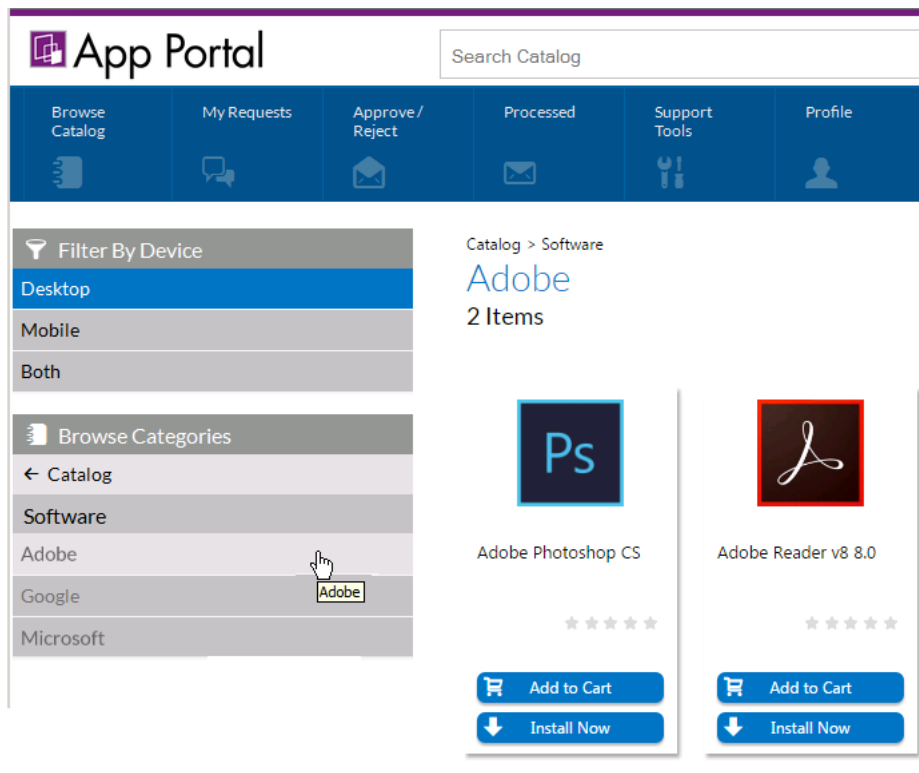 App Portal
Search Catalog
Browse
Catalog
My Requests
Approve /
Reject
Processed
Support
Tools
Profile
Filter By Device
Desktop
Mobile
Both
Browse Categories
← Catalog
Software
Adobe
Adobe
Google
Microsoft
Catalog > Software
Adobe
2 Items
Ps
Adobe Photoshop CS
Add to Cart
Install Now
Adobe Reader v8 8.0
Add to Cart
Install Now